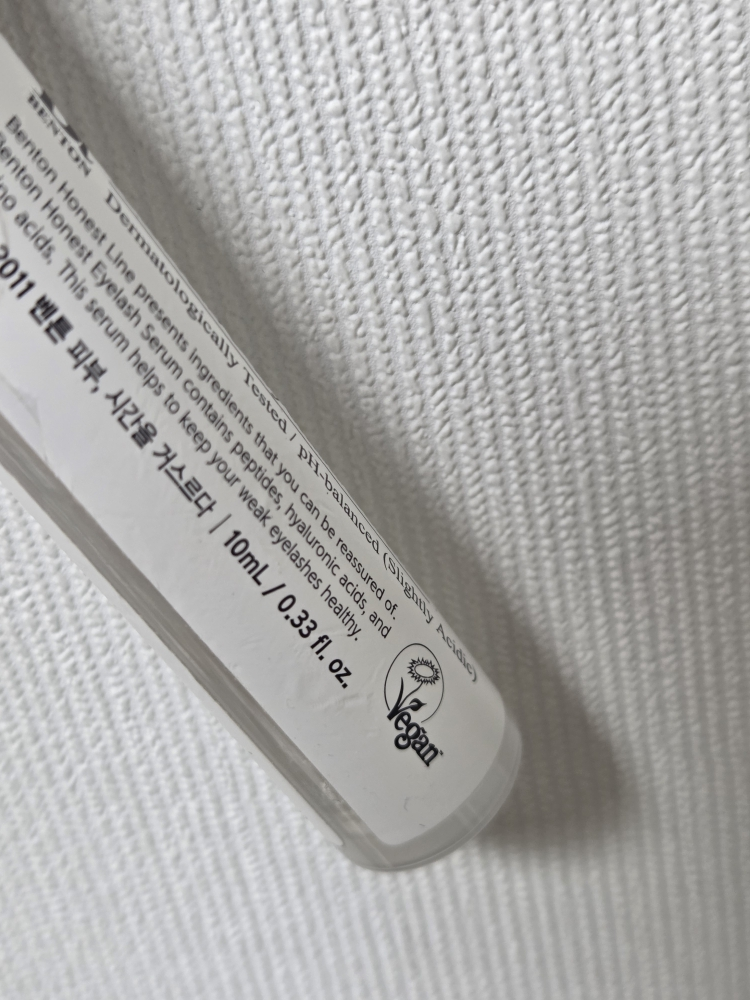 BENTON
Dermatologically Tested / pH-balanced (Slightly Acidic)
Benton Honest Line presents ingredients that you can be reassured of.
Benton Honest Eyelash Serum contains peptides, hyaluronic acids, and
acids. This serum helps to keep your weak eyelashes healthy.
2011 벤튼 피부, 시간을 거스르다 | 10mL / 0.33 fl. oz.
Vegan™